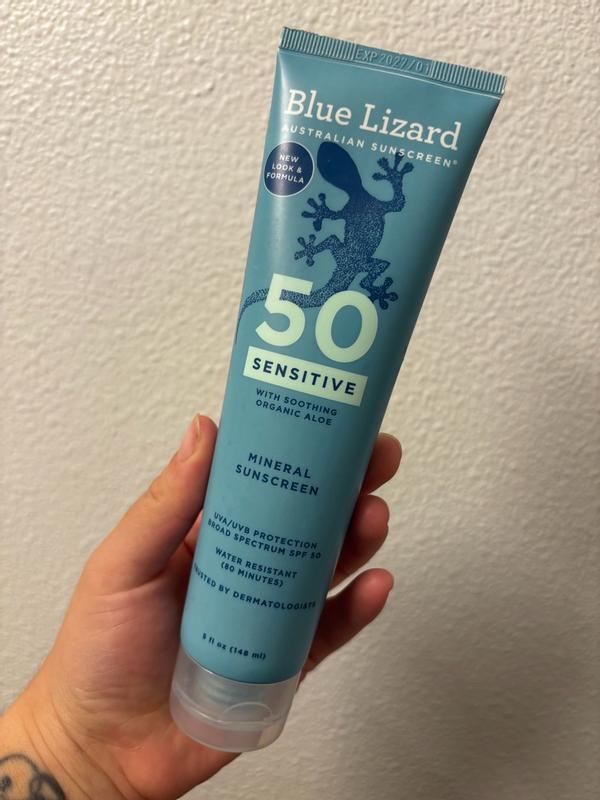 EXP 2027/01
Blue Lizard
AUSTRALIAN SUNSCREEN®
NEW
LOOK &
FORMULA
50
SENSITIVE
WITH SOOTHING
ORGANIC ALOE
MINERAL
SUNSCREEN
UVA/UVB PROTECTION
BROAD SPECTRUM SPF 50
WATER RESISTANT
(80 MINUTES)
TRUSTED BY DERMATOLOGISTS
5 fl oz (148 ml)